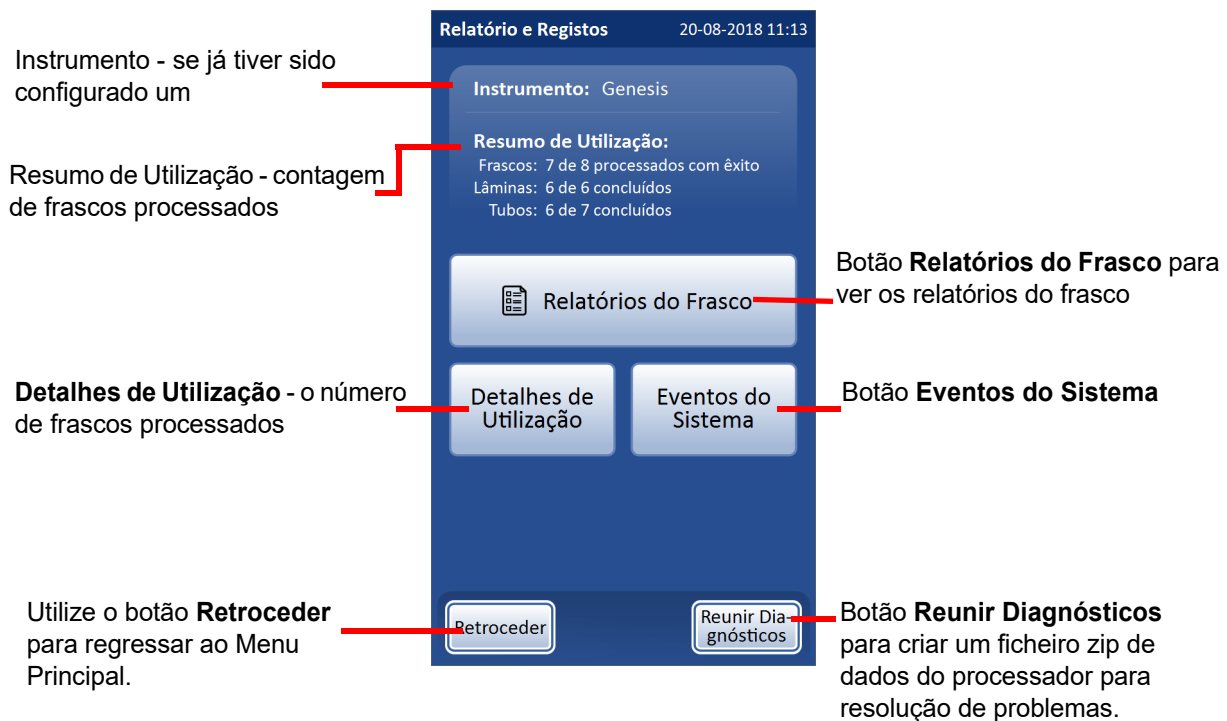 Relatório e Registos 20-08-2018 11:13
Instrumento - se já tiver sido
configurado um
Instrumento: Genesis
Resumo de Utilização:
Frascos: 7 de 8 processados com êxito
Lâminas: 6 de 6 concluídos
Tubos: 6 de 7 concluídos
Resumo de Utilização - contagem
de frascos processados
Relatórios do Frasco
Botão Relatórios do Frasco para
ver os relatórios do frasco
Detalhes de Utilização - o número
de frascos processados
Detalhes de
Utilização
Eventos do
Sistema
Botão Eventos do Sistema
Utilize o botão Retroceder
para regressar ao Menu
Principal.
Retroceder
Reunir Dia-
gnósticos
Botão Reunir Diagnósticos
para criar um ficheiro zip de
dados do processador para
resolução de problemas.